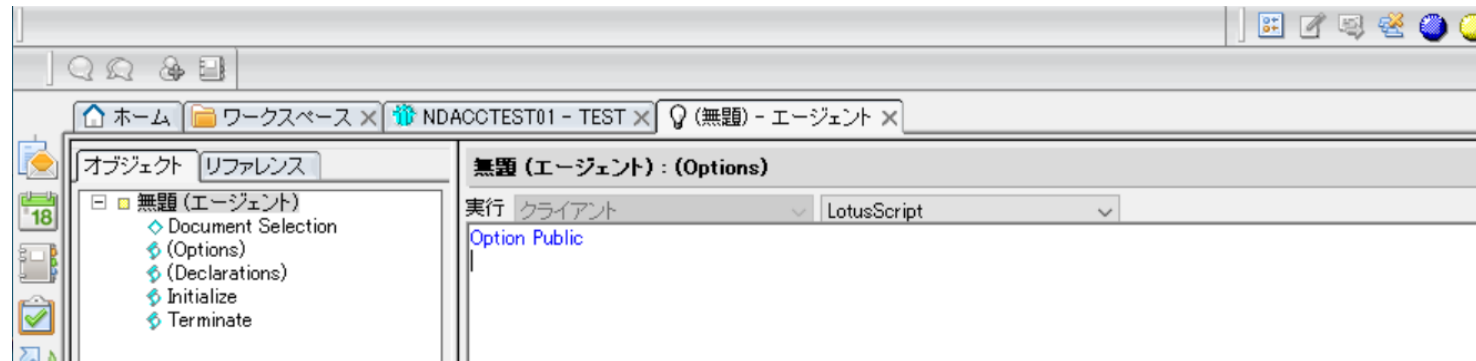 ホーム ワークスペース NDACCTEST01 - TEST (無題) - エージェント
オブジェクト リファレンス
無題 (エージェント) : (Options)
18
無題 (エージェント)
実行 クライアント LotusScript
Document Selection
Option Public
(Options)
(Declarations)
Initialize
Terminate